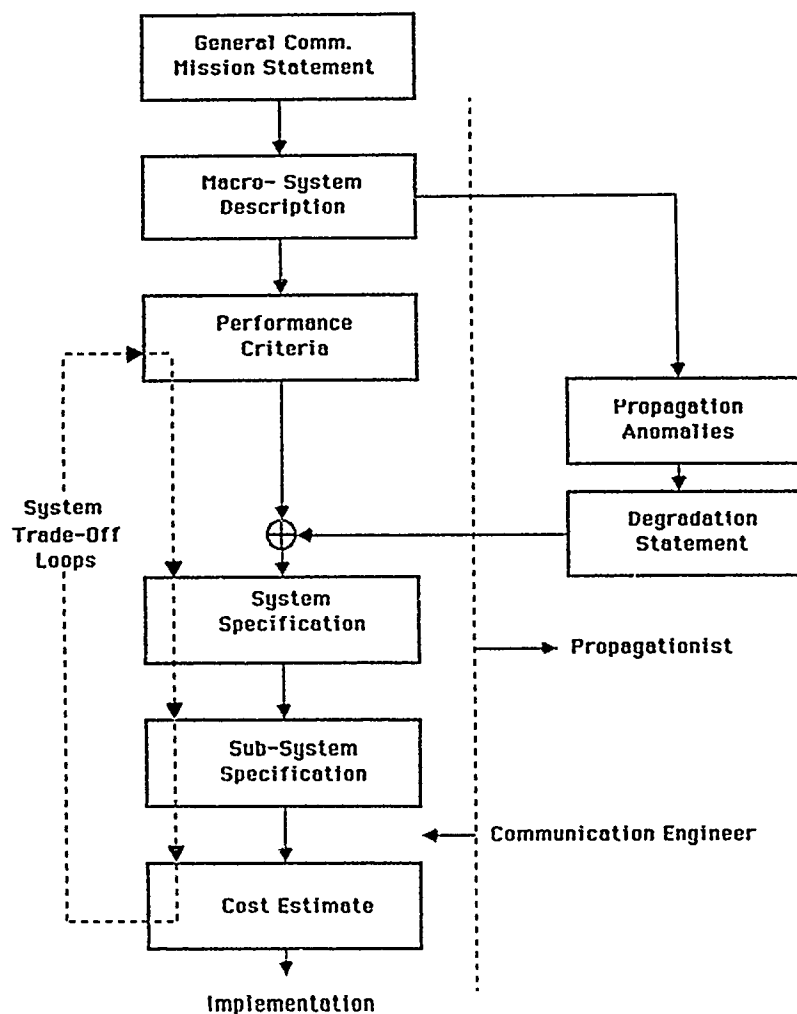 General Comm.
Mission Statement
Macro- System
Description
Performance
Criteria
Propagation
Anomalies
System
Trade-Off
Loops
Degradation
Statement
System
Specification
Propagationist
Sub-System
Specification
Communication Engineer
Cost Estimate
Implementation